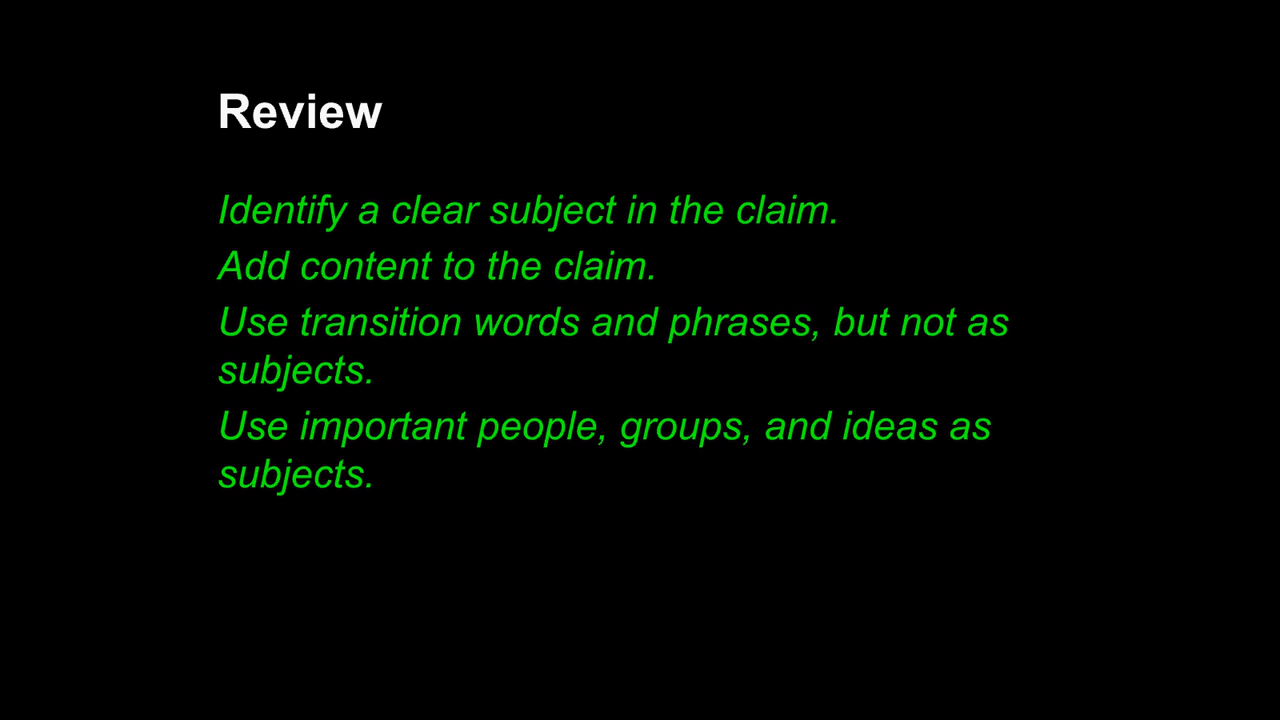 Review
Identify a clear subject in the claim.
Add content to the claim.
Use transition words and phrases, but not as
subjects.
Use important people, groups, and ideas as
subjects.